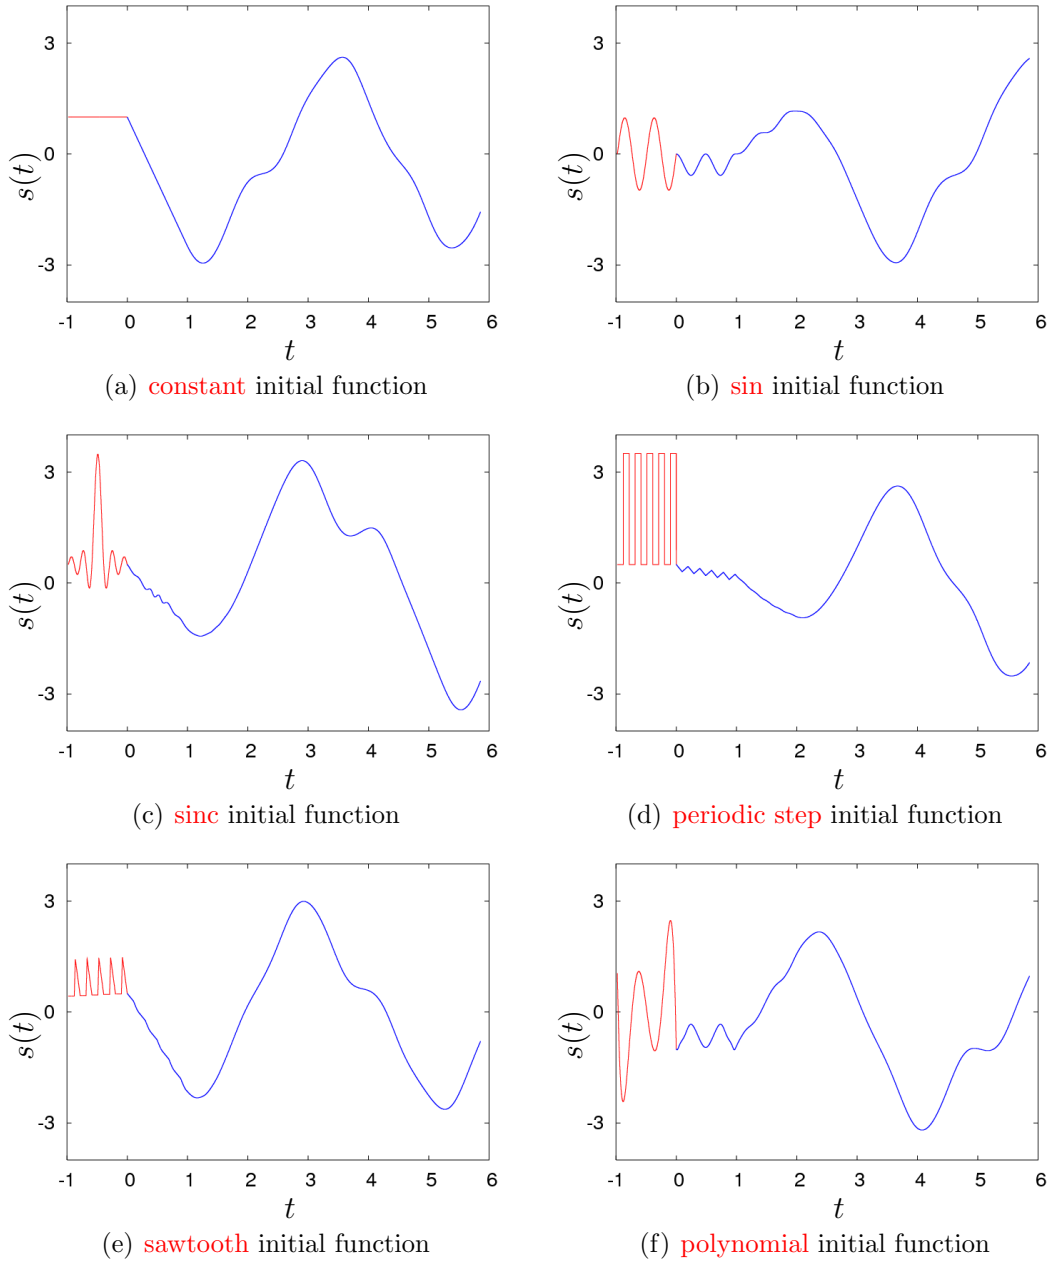 3
0
-3
s(t)
-1 0 1 2 3 4 5 6
t
(a) constant initial function
3
0
-3
s(t)
-1 0 1 2 3 4 5 6
t
(b) sin initial function
3
0
-3
s(t)
-1 0 1 2 3 4 5 6
t
(c) sinc initial function
3
0
-3
s(t)
-1 0 1 2 3 4 5 6
t
(d) periodic step initial function
3
0
-3
s(t)
-1 0 1 2 3 4 5 6
t
(e) sawtooth initial function
3
0
-3
s(t)
-1 0 1 2 3 4 5 6
t
(f) polynomial initial function